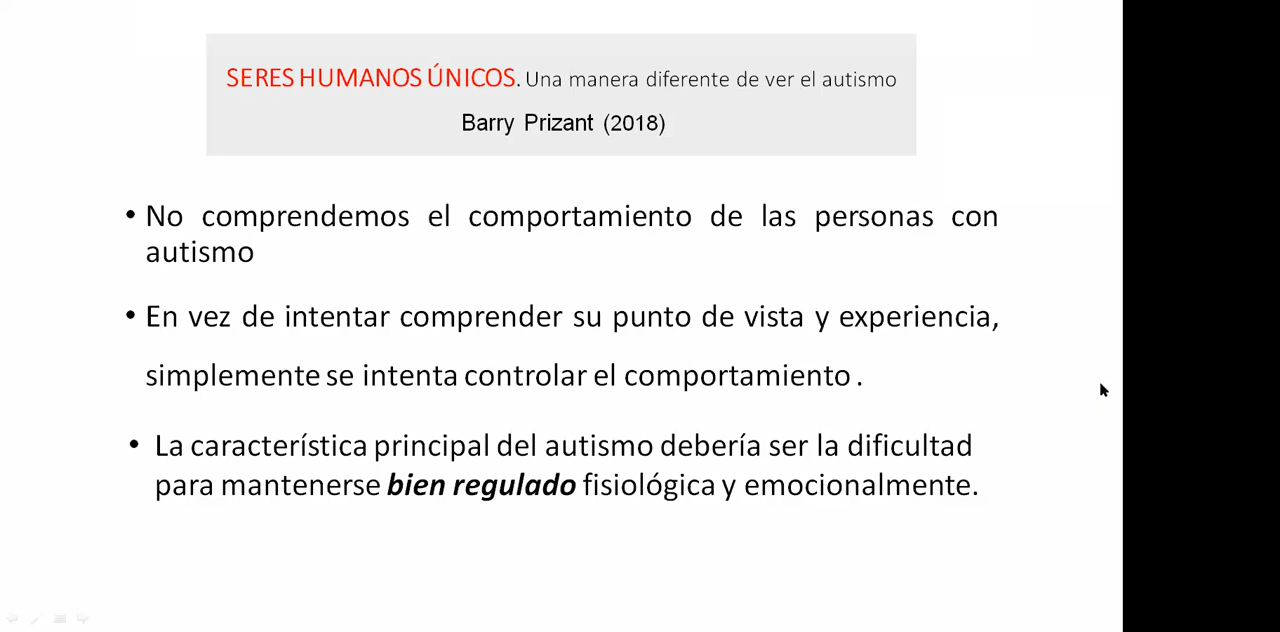 SERES HUMANOS ÚNICOS. Una manera diferente de ver el autismo
Barry Prizant (2018)
• No comprendemos el comportamiento de las personas con
autismo
• En vez de intentar comprender su punto de vista y experiencia,
simplemente se intenta controlar el comportamiento .
• La característica principal del autismo debería ser la dificultad
para mantenerse bien regulado fisiológica y emocionalmente.